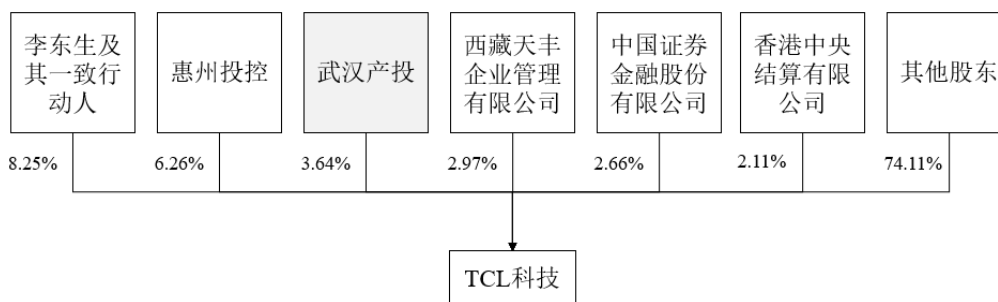 李东生及
其一致行
动人
惠州投控
武汉产投
西藏天丰
企业管理
有限公司
中国证券
金融股份
有限公司
香港中央
结算有限
公司
其他股东
8.25%
6.26%
3.64%
2.97%
2.66%
2.11%
74.11%
TCL科技